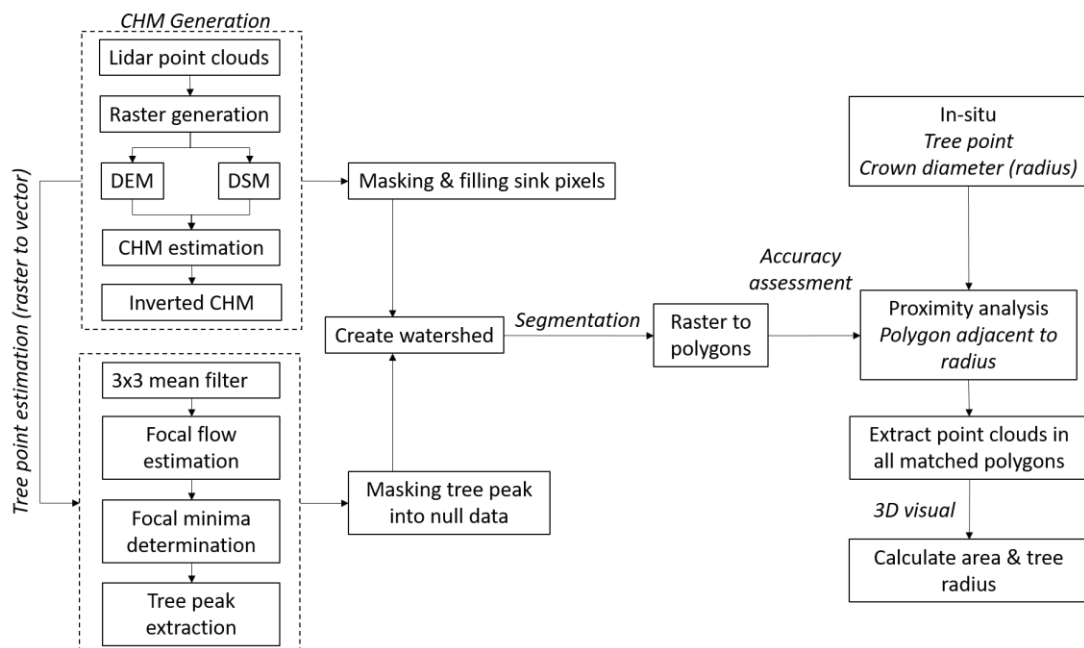 CHM Generation
Lidar point clouds
Raster generation
DEM
DSM
CHM estimation
Inverted CHM
Tree point estimation (raster to vector)
3x3 mean filter
Focal flow
estimation
Focal minima
determination
Tree peak
extraction
Masking & filling sink pixels
Create watershed
Masking tree peak
into null data
Segmentation
Raster to
polygons
Accuracy
assessment
In-situ
Tree point
Crown diameter (radius)
Proximity analysis
Polygon adjacent to
radius
Extract point clouds in
all matched polygons
3D visual
Calculate area & tree
radius